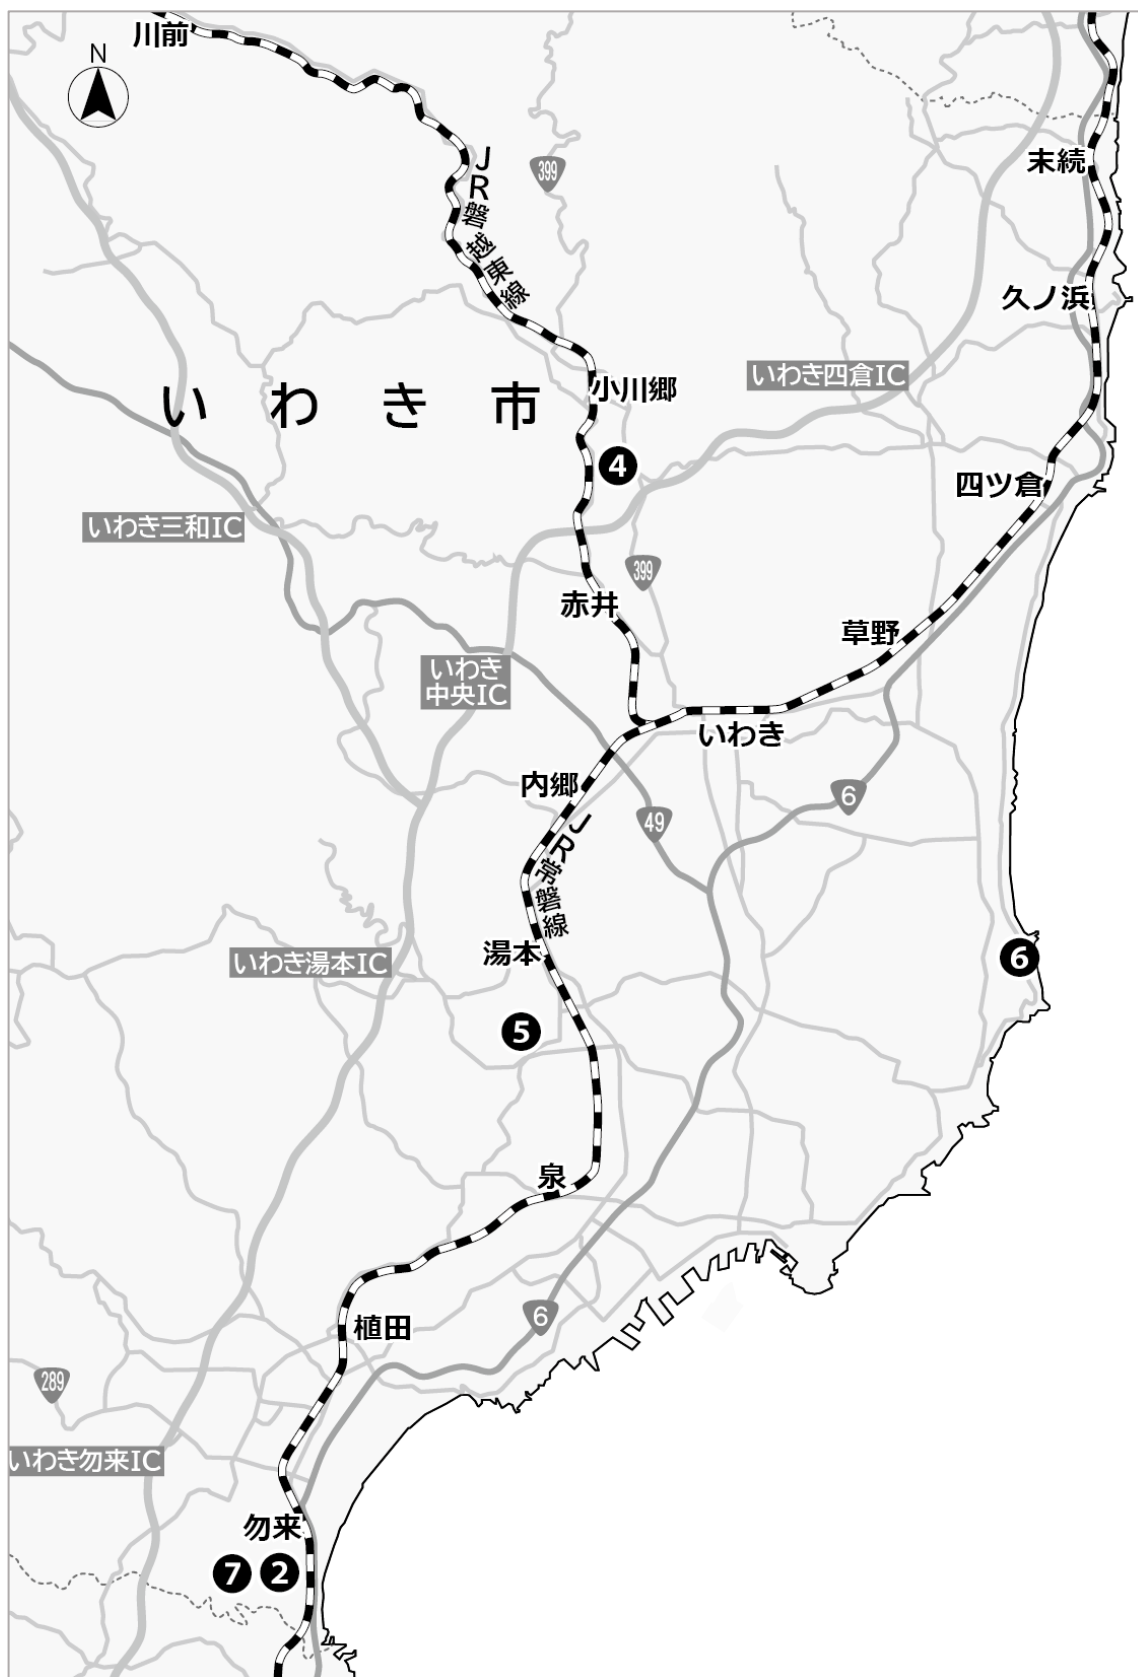 川前
N
JR磐越東線
399
末続
久ノ浜
いわき四倉IC
小川郷
いわき市
4
四ツ倉
いわき三和IC
399
赤井
草野
いわき
中央IC
いわき
内郷
6
49
JR常磐線
湯本
いわき湯本IC
6
5
泉
6
植田
289
いわき勿来IC
勿来
7
2